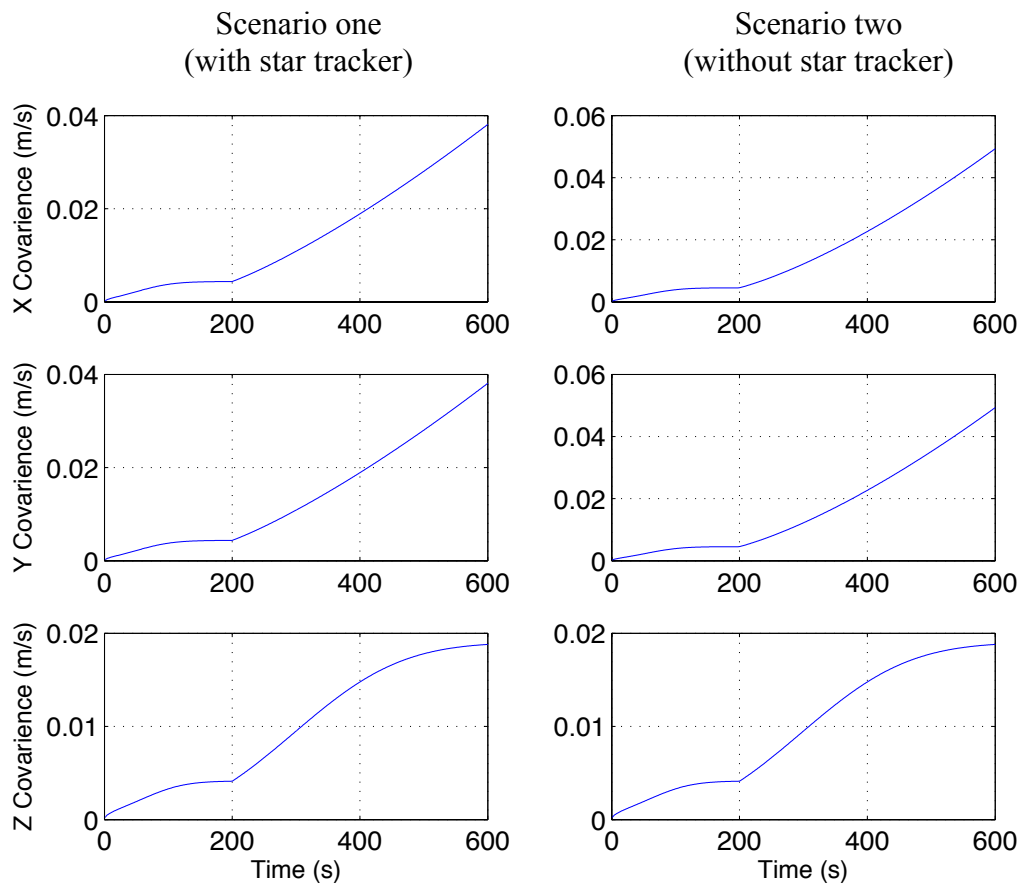 Scenario one
(with star tracker)
Scenario two
(without star tracker)
X Covarience (m/s)
0.04
0.02
0
0 200 400 600
0.06
0.04
0.02
0
0 200 400 600
Y Covarience (m/s)
0.04
0.02
0
0 200 400 600
0.06
0.04
0.02
0
0 200 400 600
Z Covarience (m/s)
0.02
0.01
0
0 200 400 600
Time (s)
0.02
0.01
0
0 200 400 600
Time (s)